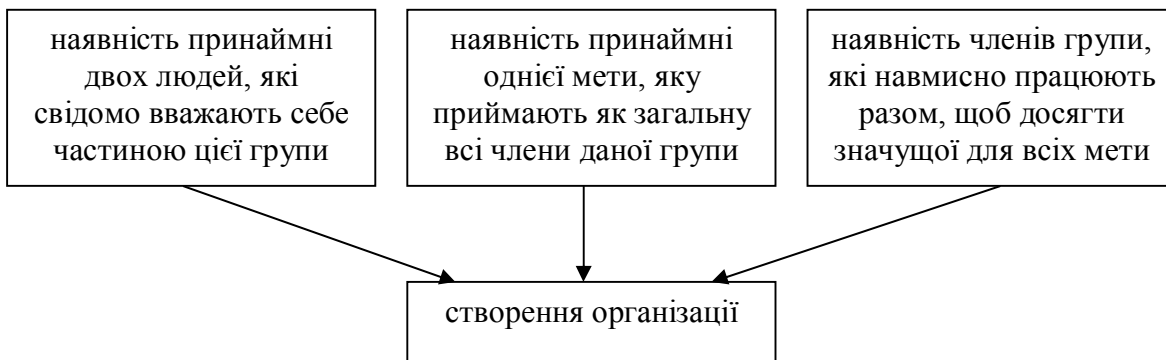 наявність принаймні
двох людей, які
свідомо вважають себе
частиною цієї групи
наявність принаймні
однієї мети, яку
приймають як загальну
всі члени даної групи
наявність членів групи,
які навмисно працюють
разом, щоб досягти
значущої для всіх мети
створення організації